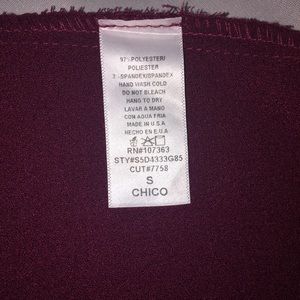 97%POLYESTER/
POLIESTER
3%SPANDEX/SPANDEX
HAND WASH COLD
DO NOT BLEACH
HANG TO DRY
LAVAR A MANO
CON AQUA FRIA
MADE IN U.S.A
HECHO EN E.U.A
RN#107363
STY#S5D4333G85
CUT#7758
S
CHICO